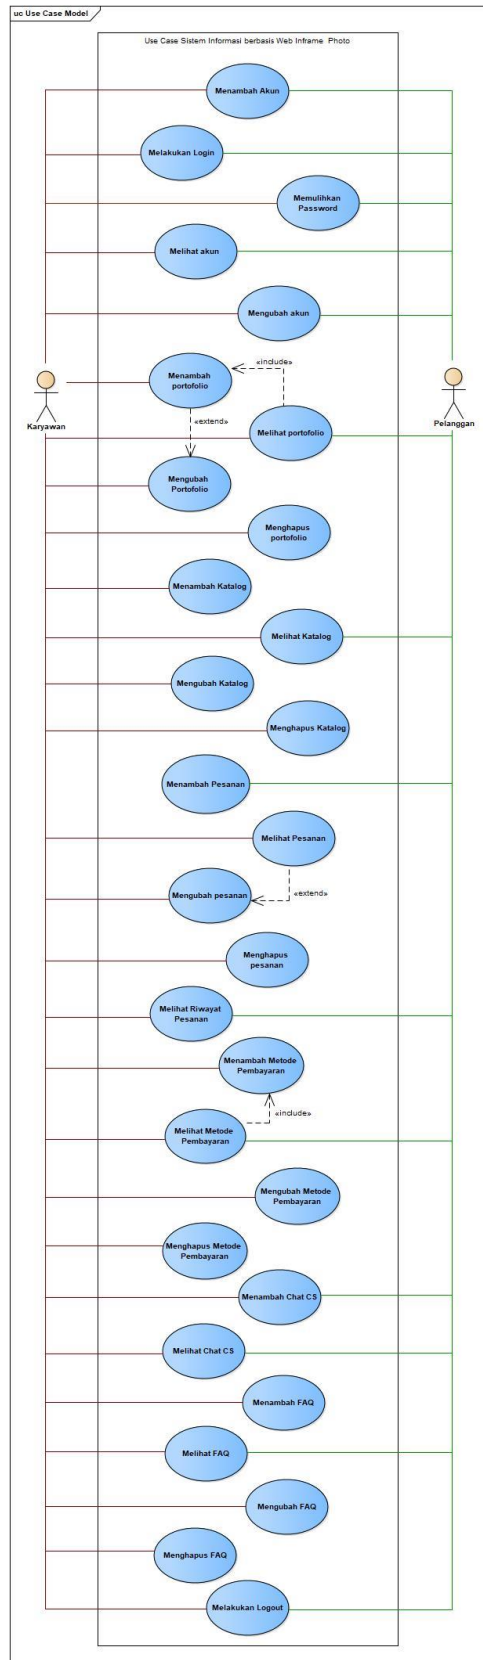 uc Use Case Model
Use Case Sistem Informasi berbasis Web Inframe Photo
Menambah Akun
Melakukan Login
Memulihkan
Password
Melihat akun
Mengubah akun
«include»
Menambah
portofolio
Karyawan
Pelanggan
«extend»
Melihat portofolio
Mengubah
Portofolio
Menghapus
portofolio
Menambah Katalog
Melihat Katalog
Mengubah Katalog
Menghapus Katalog
Menambah Pesanan
Melihat Pesanan
Mengubah pesanan
«extend»
Menghapus
pesanan
Melihat Riwayat
Pesanan
Menambah Metode
Pembayaran
«include»
Melihat Metode
Pembayaran
Mengubah Metode
Pembayaran
Menghapus Metode
Pembayaran
Menambah Chat CS
Melihat Chat CS
Menambah FAQ
Melihat FAQ
Mengubah FAQ
Menghapus FAQ
Melakukan Logout